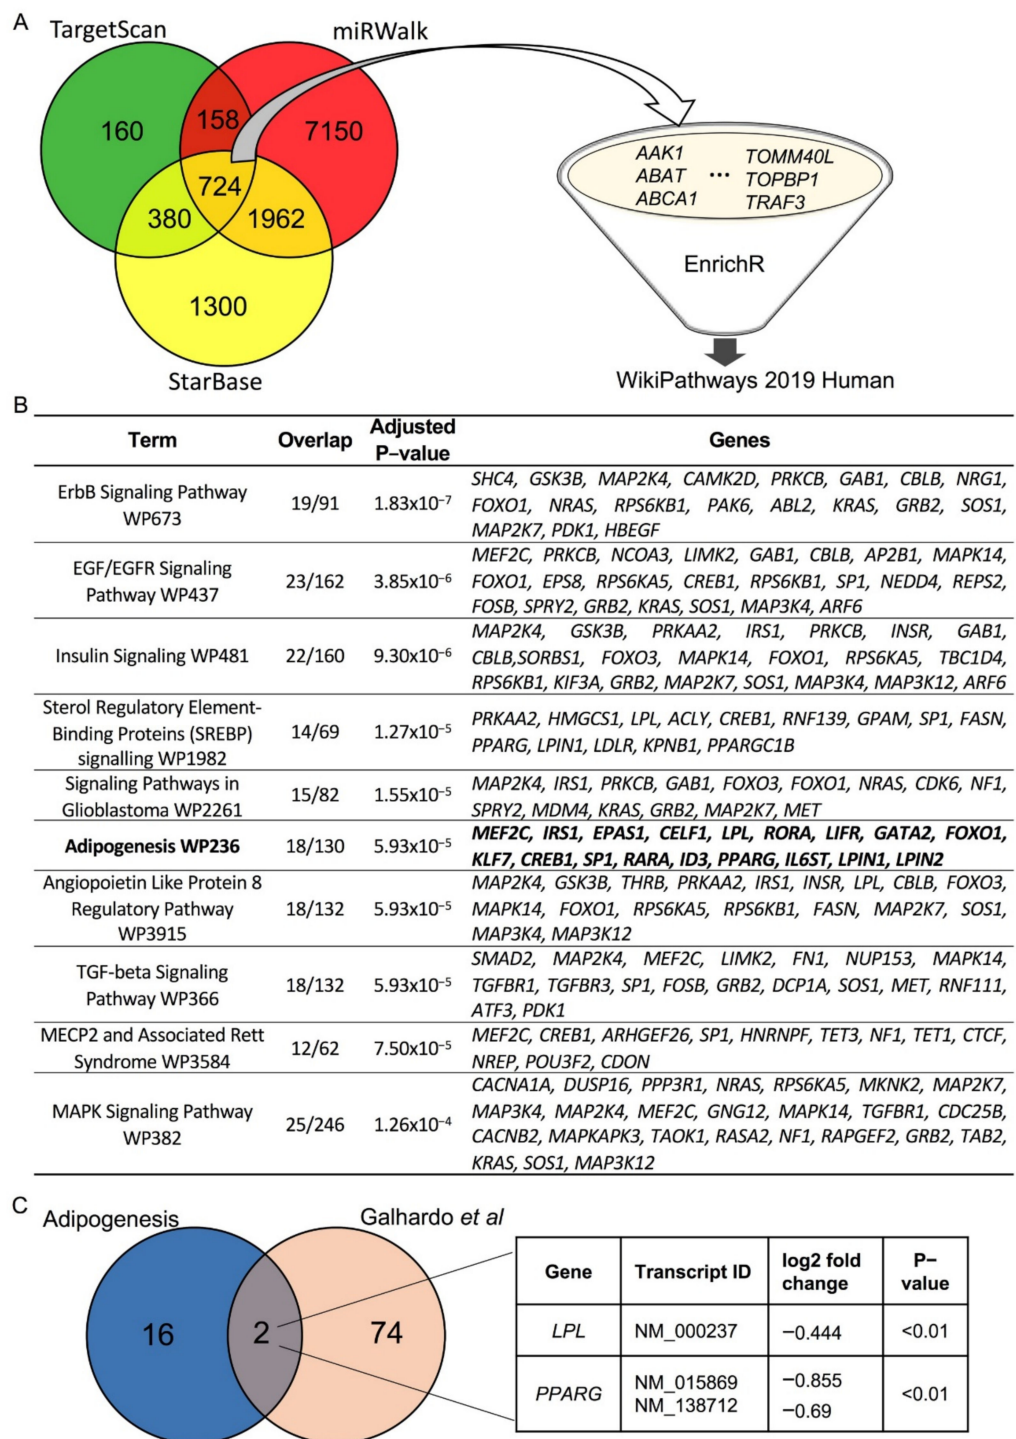 A
TargetScan
miRWalk
160
158
7150
724
380
1962
1300
StarBase
AAK1
ABAT
ABCA1
...
TOMM40L
TOPBP1
TRAF3
EnrichR
WikiPathways 2019 Human
B
Term Overlap Adjusted P–value Genes
ErbB Signaling Pathway WP673
19/91
1.83x10⁻⁷
SHC4, GSK3B, MAP2K4, CAMK2D, PRKCB, GAB1, CBLB, NRG1,
FOXO1, NRAS, RPS6KB1, PAK6, ABL2, KRAS, GRB2, SOS1,
MAP2K7, PDK1, HBEGF
EGF/EGFR Signaling
Pathway WP437
23/162
3.85x10⁻⁶
MEF2C, PRKCB, NCOA3, LIMK2, GAB1, CBLB, AP2B1, MAPK14,
FOXO1, EPS8, RPS6KA5, CREB1, RPS6KB1, SP1, NEDD4, REPS2,
FOSB, SPRY2, GRB2, KRAS, SOS1, MAP3K4, ARF6
Insulin Signaling WP481
22/160
9.30x10⁻⁶
MAP2K4, GSK3B, PRKAA2, IRS1, PRKCB, INSR, GAB1,
CBLB,SORBS1, FOXO3, MAPK14, FOXO1, RPS6KA5, TBC1D4,
RPS6KB1, KIF3A, GRB2, MAP2K7, SOS1, MAP3K4, MAP3K12, ARF6
Sterol Regulatory Element-
Binding Proteins (SREBP)
signalling WP1982
14/69
1.27x10⁻⁵
PRKAA2, HMGCS1, LPL, ACLY, CREB1, RNF139, GPAM, SP1, FASN,
PPARG, LPIN1, LDLR, KPNB1, PPARGC1B
Signaling Pathways in
Glioblastoma WP2261
15/82
1.55x10⁻⁵
MAP2K4, IRS1, PRKCB, GAB1, FOXO3, FOXO1, NRAS, CDK6, NF1,
SPRY2, MDM4, KRAS, GRB2, MAP2K7, MET
Adipogenesis WP236
18/130
5.93x10⁻⁵
MEF2C, IRS1, EPAS1, CELF1, LPL, RORA, LIFR, GATA2, FOXO1,
KLF7, CREB1, SP1, RARA, ID3, PPARG, IL6ST, LPIN1, LPIN2
Angiopoietin Like Protein 8
Regulatory Pathway
WP3915
18/132
5.93x10⁻⁵
MAP2K4, GSK3B, THRB, PRKAA2, IRS1, INSR, LPL, CBLB, FOXO3,
MAPK14, FOXO1, RPS6KA5, RPS6KB1, FASN, MAP2K7, SOS1,
MAP3K4, MAP3K12
TGF-beta Signaling
Pathway WP366
18/132
5.93x10⁻⁵
SMAD2, MAP2K4, MEF2C, LIMK2, FN1, NUP153, MAPK14,
TGFBR1, TGFBR3, SP1, FOSB, GRB2, DCP1A, SOS1, MET, RNF111,
ATF3, PDK1
MECP2 and Associated Rett
Syndrome WP3584
12/62
7.50x10⁻⁵
MEF2C, CREB1, ARHGEF26, SP1, HNRNPF, TET3, NF1, TET1, CTCF,
NREP, POU3F2, CDON
MAPK Signaling Pathway
WP382
25/246
1.26x10⁻⁴
CACNA1A, DUSP16, PPP3R1, NRAS, RPS6KA5, MKNK2, MAP2K7,
MAP3K4, MAP2K4, MEF2C, GNG12, MAPK14, TGFBR1, CDC25B,
CACNB2, MAPKAPK3, TAOK1, RASA2, NF1, RAPGEF2, GRB2, TAB2,
KRAS, SOS1, MAP3K12
C
Adipogenesis
Galhardo et al
16
2
74
Gene
Transcript ID
log2 fold
change
P–
value
LPL
NM_000237
−0.444
<0.01
PPARG
NM_015869
NM_138712
−0.855
−0.69
<0.01